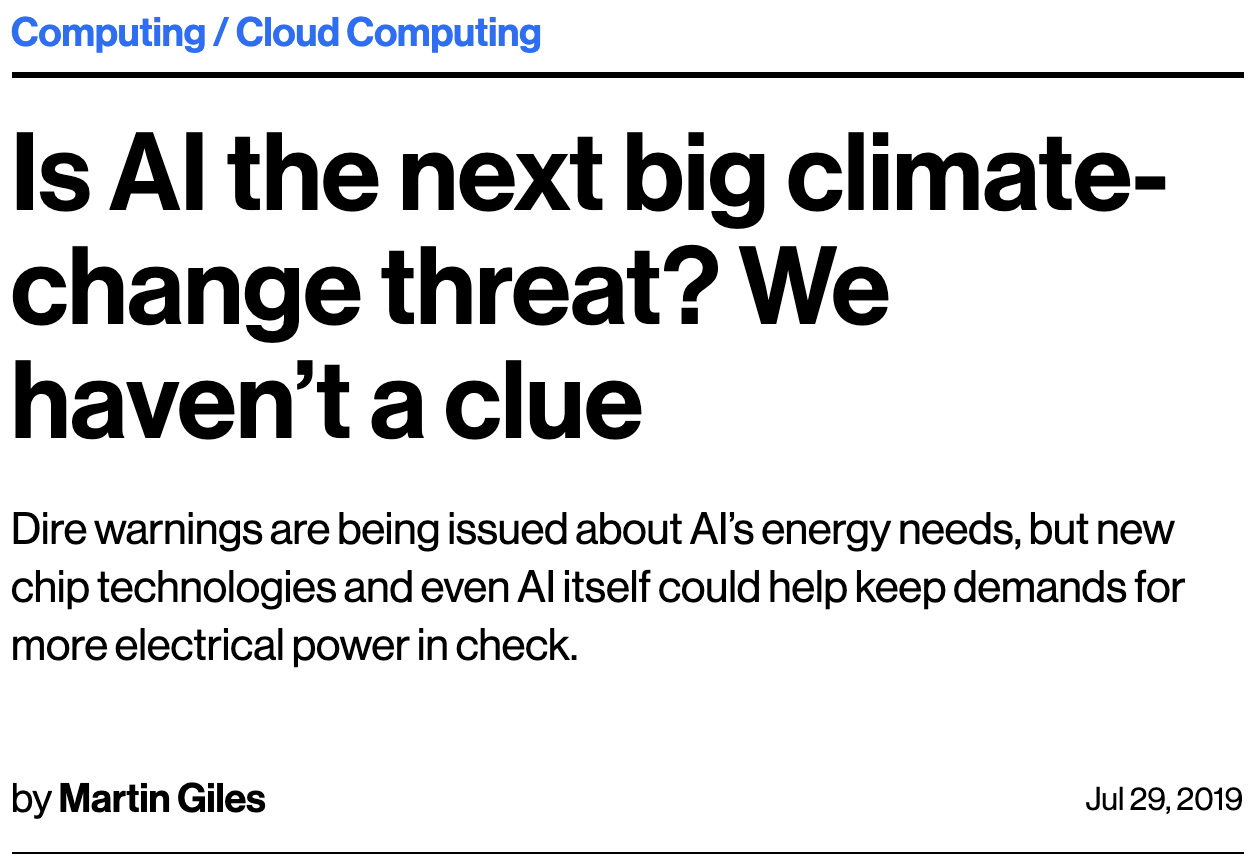 Computing / Cloud Computing
Is AI the next big climate-
change threat? We
haven’t a clue
Dire warnings are being issued about AI’s energy needs, but new
chip technologies and even AI itself could help keep demands for
more electrical power in check.
by Martin Giles
Jul 29, 2019